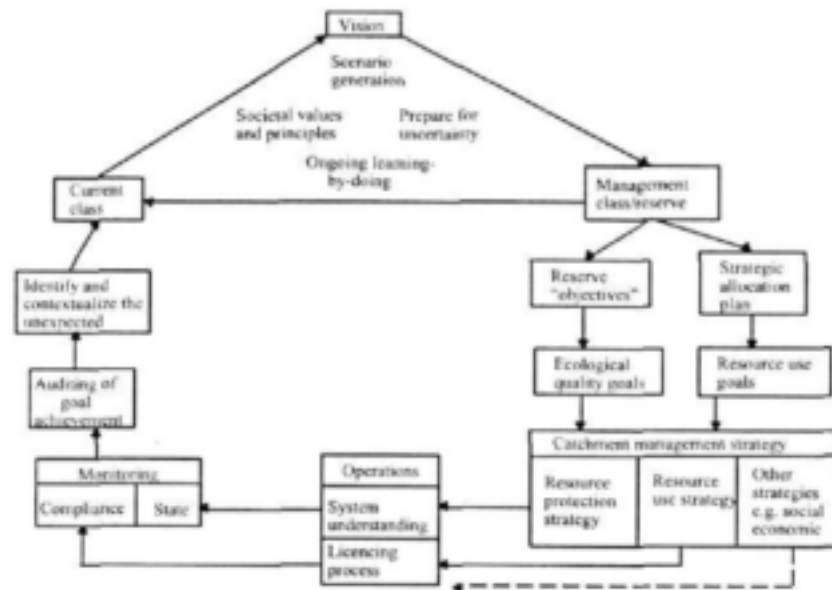 Vision
Scenario
generation
Societal values
and principles
Prepare for
uncertainty
Ongoing learning-
by-doing
Current
class
Management
class/reserve
Identify and
contextualize the
unexpected
Reserve
"objectives"
Strategic
allocation
plan
Auditing of
goal
achievement
Ecological
quality goals
Resource use
goals
Catchment management strategy
Resource
protection
strategy
Resource
use strategy
Other
strategies
e.g. social
economic
Monitoring
Compliance
State
Operations
System
understanding
Licencing
process